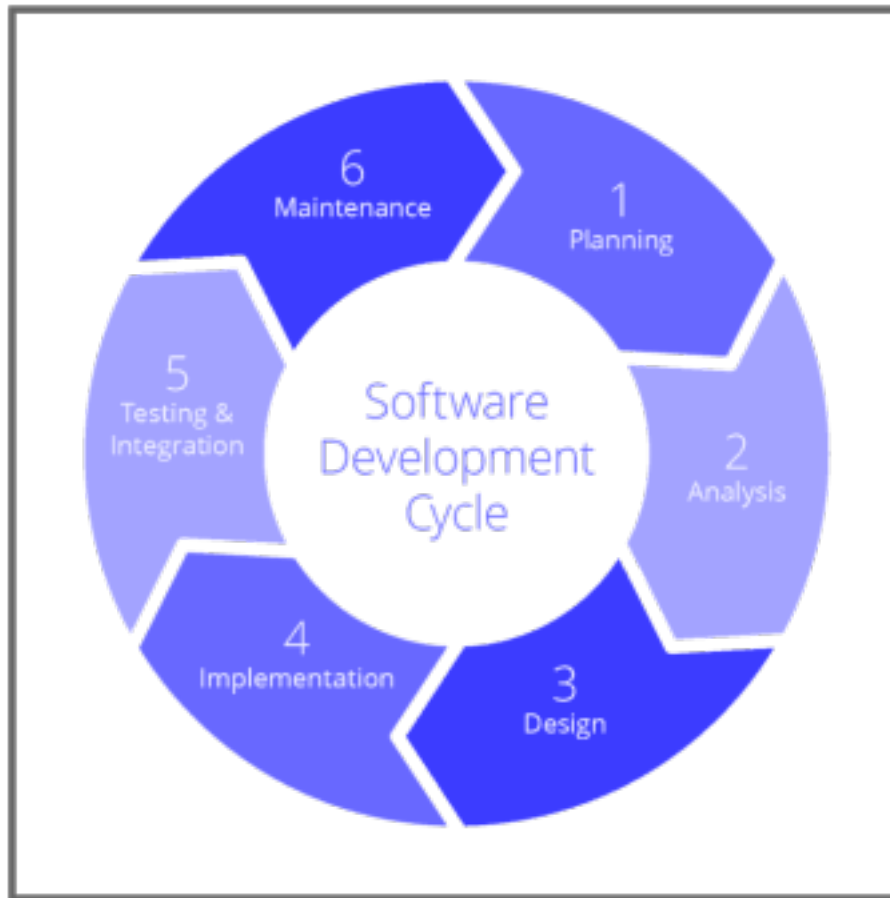 Software
Development
Cycle
1
Planning
2
Analysis
3
Design
4
Implementation
5
Testing &
Integration
6
Maintenance